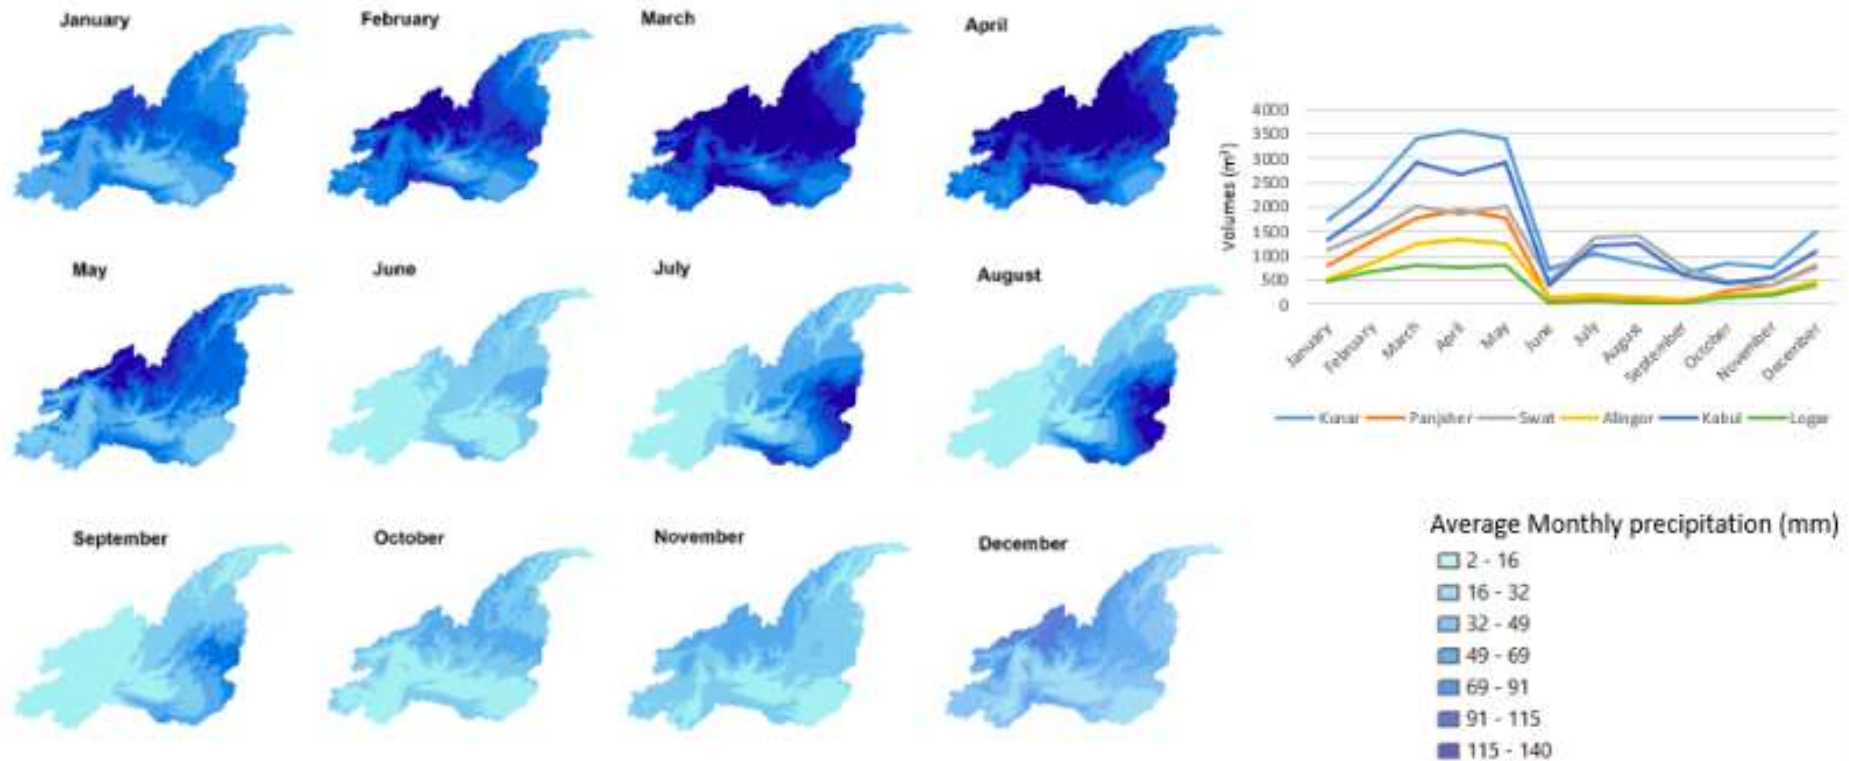 January
February
March
April
May
June
July
August
September
October
November
December
Volumes (m³)
4000
3500
3000
2500
2000
1500
1000
500
0
January
February
March
April
May
June
July
August
September
October
November
December
Kunar Panjsher Swat Alingor Kabul Logar
Average Monthly precipitation (mm)
2 - 16
16 - 32
32 - 49
49 - 69
69 - 91
91 - 115
115 - 140